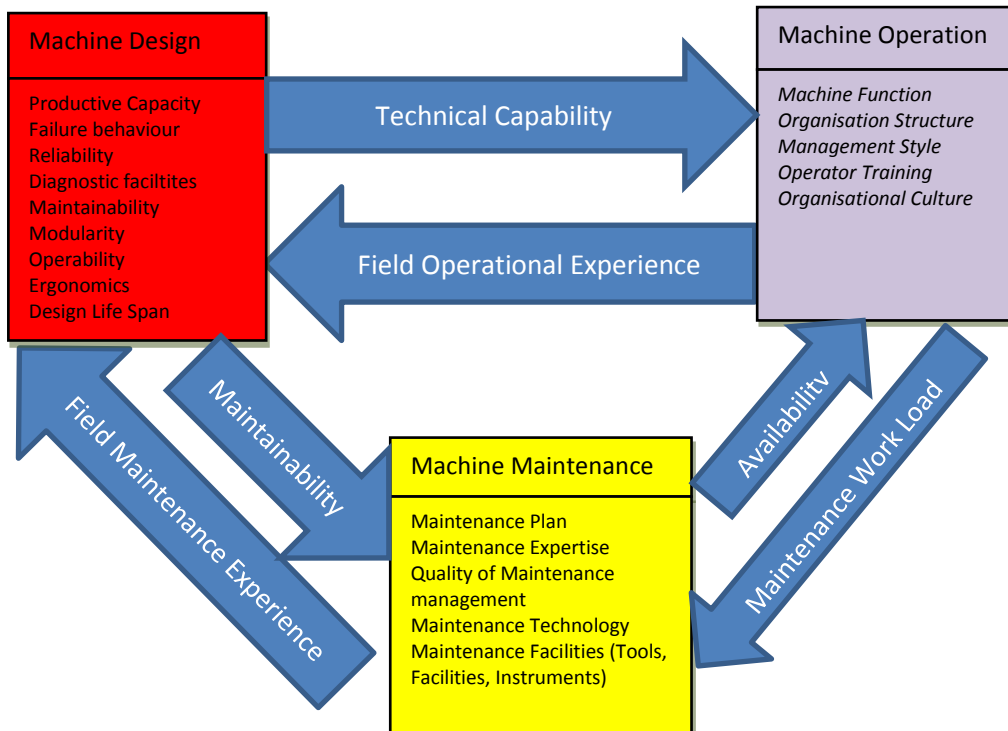 Machine Design
Productive Capacity
Failure behaviour
Reliability
Diagnostic faciltites
Maintainability
Modularity
Operability
Ergonomics
Design Life Span
Technical Capability
Field Operational Experience
Machine Operation
Machine Function
Organisation Structure
Management Style
Operator Training
Organisational Culture
Maintainability
Field Maintenance Experience
Machine Maintenance
Maintenance Plan
Maintenance Expertise
Quality of Maintenance
management
Maintenance Technology
Maintenance Facilities (Tools,
Facilities, Instruments)
Availability
Maintenance Work Load